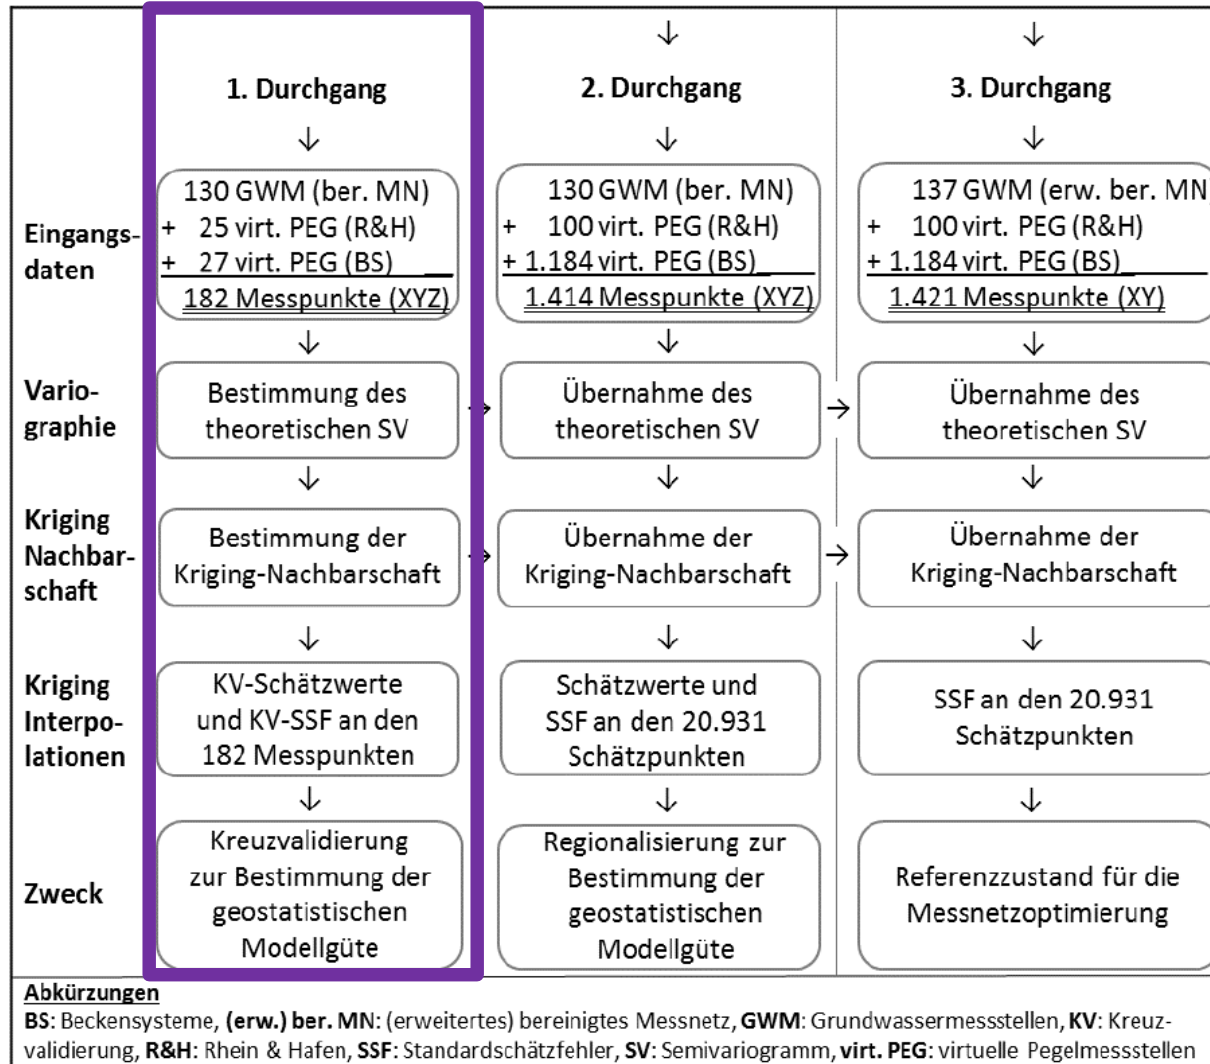 1. Durchgang
2. Durchgang
3. Durchgang
Eingangs-
daten
130 GWM (ber. MN)
+ 25 virt. PEG (R&H)
+ 27 virt. PEG (BS)
182 Messpunkte (XYZ)
130 GWM (ber. MN)
+ 100 virt. PEG (R&H)
+ 1.184 virt. PEG (BS)
1.414 Messpunkte (XYZ)
137 GWM (erw. ber. MN
+ 100 virt. PEG (R&H)
+ 1.184 virt. PEG (BS)
1.421 Messpunkte (XY)
Vario-
graphie
Bestimmung des
theoretischen SV
Übernahme des
theoretischen SV
Übernahme des
theoretischen SV
Kriging
Nachbar-
schaft
Bestimmung der
Kriging-Nachbarschaft
Übernahme der
Kriging-Nachbarschaft
Übernahme der
Kriging-Nachbarschaft
Kriging
Interpo-
lationen
KV-Schätzwerte
und KV-SSF an den
182 Messpunkten
Schätzwerte und
SSF an den 20.931
Schätzpunkten
SSF an den 20.931
Schätzpunkten
Zweck
Kreuzvalidierung
zur Bestimmung der
geostatistischen
Modellgüte
Regionalisierung zur
Bestimmung der
geostatistischen
Modellgüte
Referenzzustand für die
Messnetzoptimierung
Abkürzungen
BS: Beckensysteme, (erw.) ber. MN: (erweitertes) bereinigtes Messnetz, GWM: Grundwassermessstellen, KV: Kreuz-
validierung, R&H: Rhein & Hafen, SSF: Standardschätzfehler, SV: Semivariogramm, virt. PEG: virtuelle Pegelmessstellen